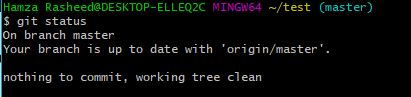 Hamza Rasheed@DESKTOP-ELLEQ2C MINGW64 ~/test (master)
$ git status
On branch master
Your branch is up to date with 'origin/master'.
nothing to commit, working tree clean